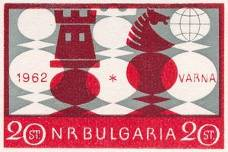 1962 * VARNA
20 ST. NR BULGARIA 20 ST.